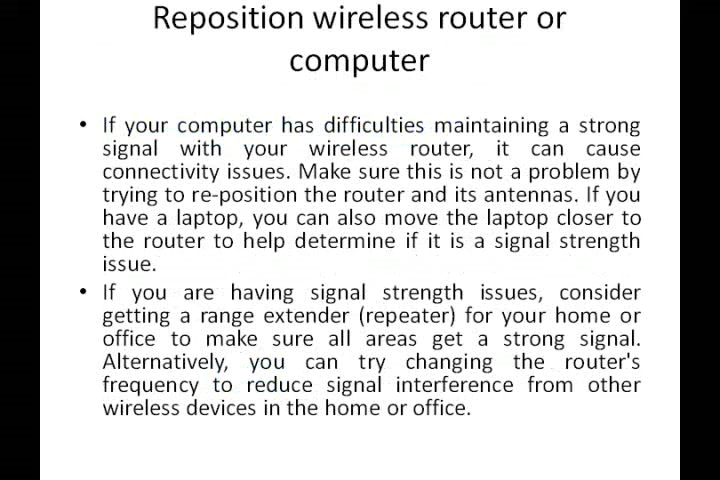 Reposition wireless router or
computer
• If your computer has difficulties maintaining a strong
signal with your wireless router, it can cause
connectivity issues. Make sure this is not a problem by
trying to re-position the router and its antennas. If you
have a laptop, you can also move the laptop closer to
the router to help determine if it is a signal strength
issue.
• If you are having signal strength issues, consider
getting a range extender (repeater) for your home or
office to make sure all areas get a strong signal.
Alternatively, you can try changing the router's
frequency to reduce signal interference from other
wireless devices in the home or office.